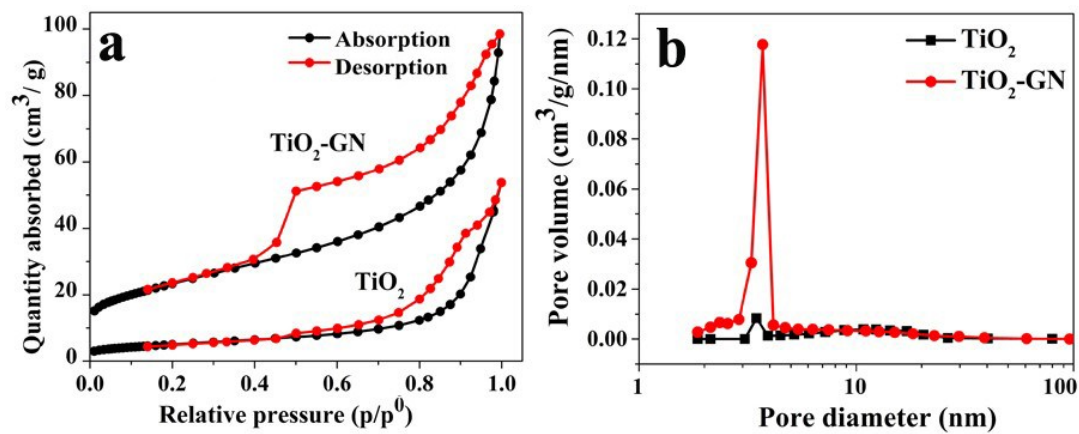 a
Absorption
Desorption
TiO₂-GN
TiO₂
Quantity absorbed (cm³/ g)
100
80
60
40
20
0
0.0 0.2 0.4 0.6 0.8 1.0
Relative pressure (p/p⁰)
b
TiO₂
TiO₂-GN
Pore volume (cm³/g/nm)
0.12
0.10
0.08
0.06
0.04
0.02
0.00
1 10 100
Pore diameter (nm)